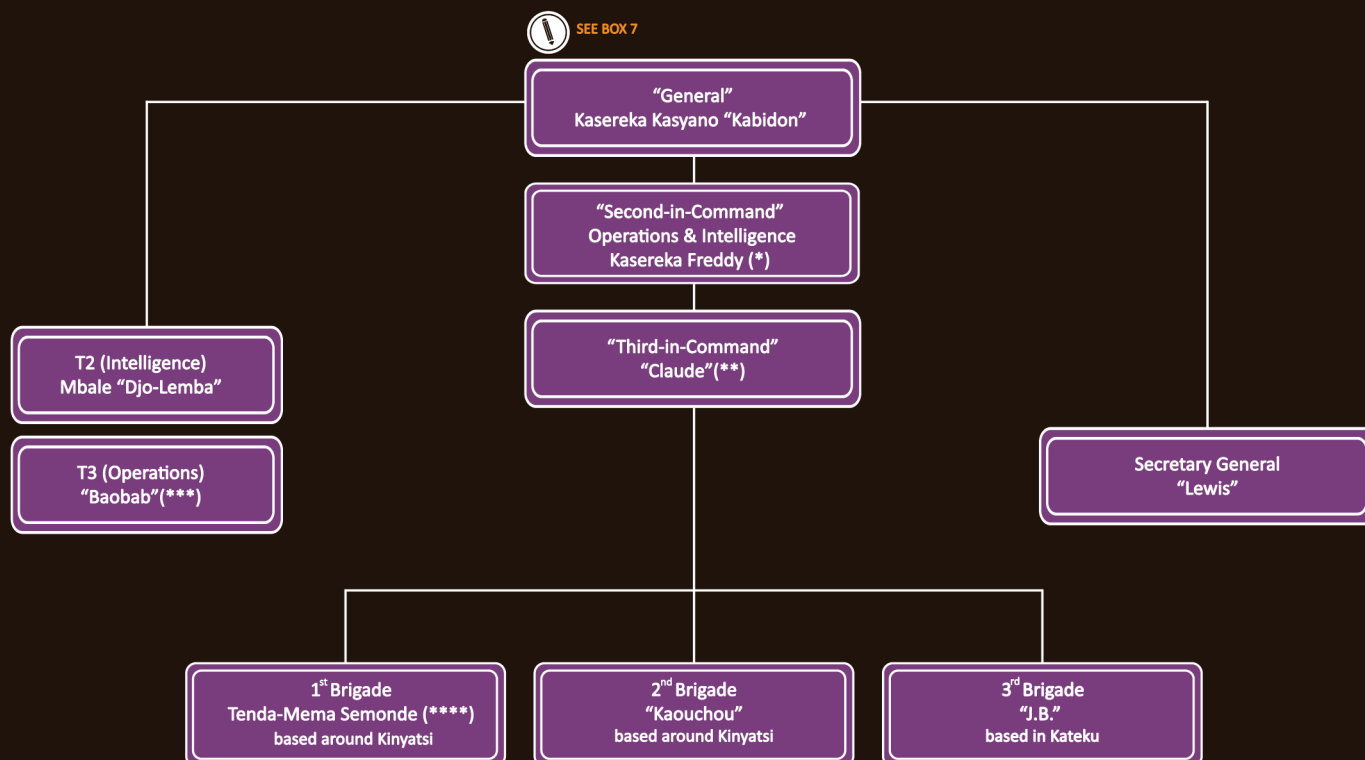 SEE BOX 7
“General”
Kasereka Kasyano “Kabidon”
“Second-in-Command”
Operations & Intelligence
Kasereka Freddy (*)
“Third-in-Command”
“Claude”(**)
T2 (Intelligence)
Mbale “Djo-Lemba”
T3 (Operations)
“Baobab”(***)
Secretary General
“Lewis”
1st Brigade
Tenda-Mema Semonde (****)
based around Kinyatsi
2nd Brigade
“Kaouchou”
based around Kinyatsi
3rd Brigade
“J.B.”
based in Kateku